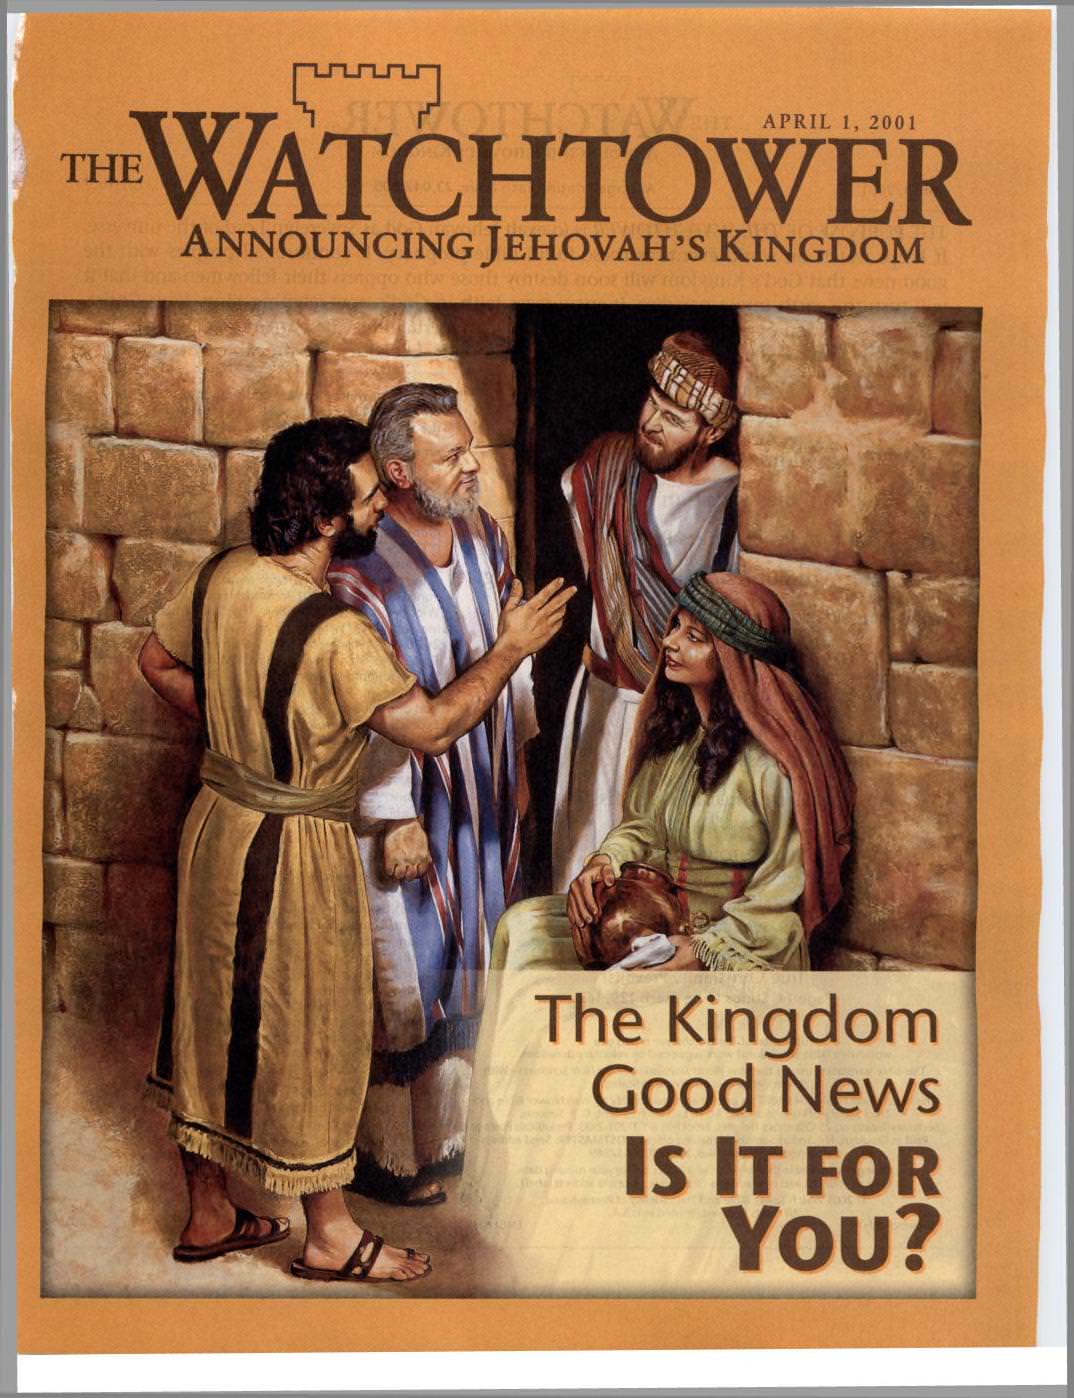 APRIL 1, 2001
THE WATCHTOWER
ANNOUNCING JEHOVAH'S KINGDOM
The Kingdom
Good News
IS IT FOR
YOU?